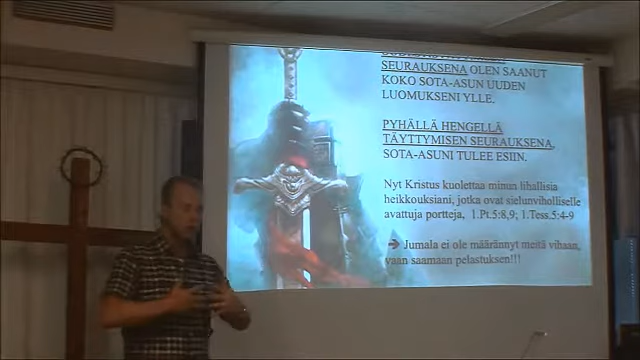 SEURAUKSENA OLEN SAANUT
KOKO SOTA-ASUN UUDEN
LUOMUKSENI YLLE.
PYHÄLLÄ HENGELLÄ
TÄYTTYMISEN SEURAUKSENA,
SOTA-ASUNI TULEE ESIIN.
Nyt Kristus kuolettaa minun lihallisia
heikkouksiani, jotka ovat sielunviholliselle
avattuja portteja, 1.Pt.5:8,9; 1.Tess.5:4-9
➔ Jumala ei ole määrännyt meitä vihaan,
vaan saamaan pelastuksen!!!